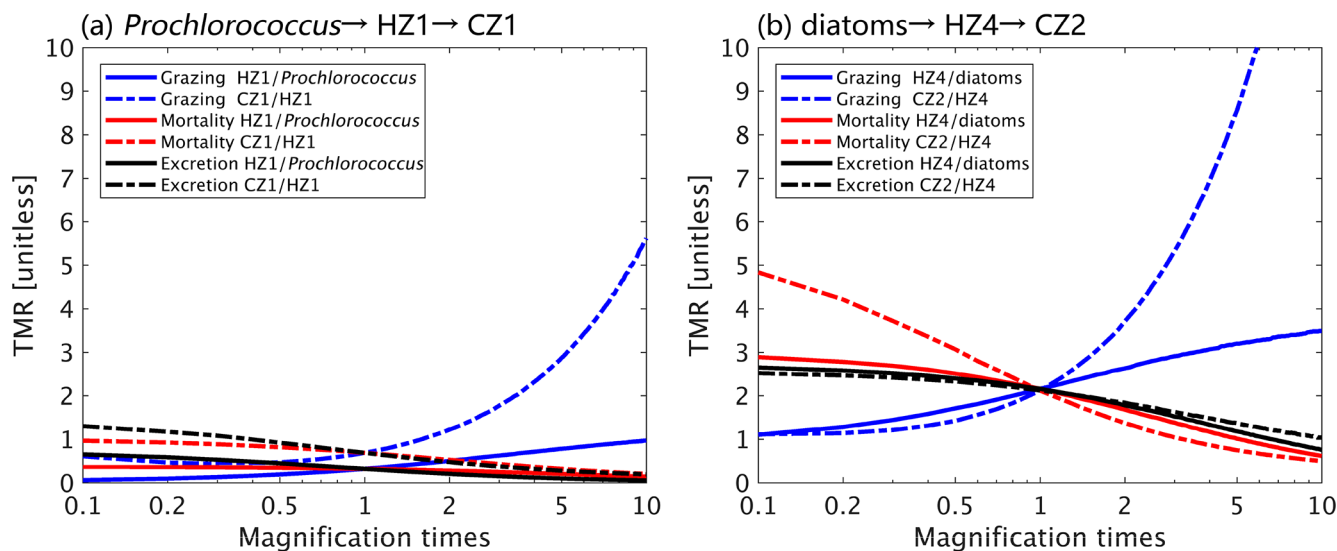 (a) Prochlorococcus→ HZ1→ CZ1
10
9
8
7
6
5
4
3
2
1
0
TMR [unitless]
Grazing HZ1/Prochlorococcus
Grazing CZ1/HZ1
Mortality HZ1/Prochlorococcus
Mortality CZ1/HZ1
Excretion HZ1/Prochlorococcus
Excretion CZ1/HZ1
0.1 0.2 0.5 1 2 5 10
Magnification times
(b) diatoms→ HZ4→ CZ2
10
9
8
7
6
5
4
3
2
1
0
TMR [unitless]
Grazing HZ4/diatoms
Grazing CZ2/HZ4
Mortality HZ4/diatoms
Mortality CZ2/HZ4
Excretion HZ4/diatoms
Excretion CZ2/HZ4
0.1 0.2 0.5 1 2 5 10
Magnification times